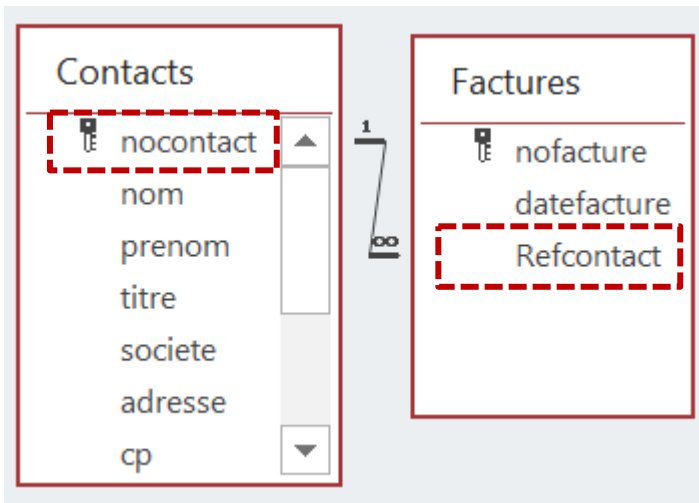 Contacts
nocontact
nom
prenom
titre
societe
adresse
cp
1
∞
Factures
nofacture
datefacture
Refcontact